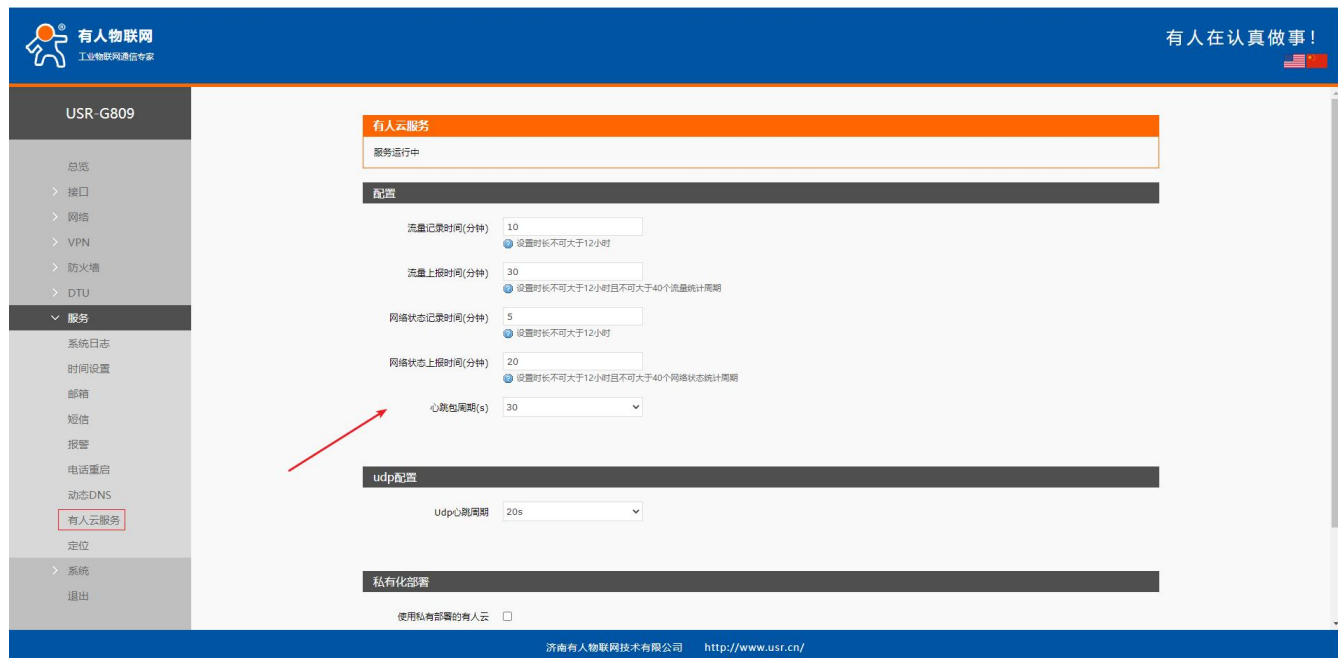 有人物联网
工业物联网通信专家
有人在认真做事!
USR-G809
总览
接口
网络
VPN
防火墙
DTU
服务
系统日志
时间设置
邮箱
短信
报警
电话重启
动态DNS
有人云服务
定位
系统
退出
有人云服务
服务运行中
配置
流量记录时间(分钟) 10
设置时长不可大于12小时
流量上报时间(分钟) 30
设置时长不可大于12小时且不可大于40个流量统计周期
网络状态记录时间(分钟) 5
设置时长不可大于12小时
网络状态上报时间(分钟) 20
设置时长不可大于12小时且不可大于40个网络状态统计周期
心跳包周期(s) 30
udp配置
Udp心跳周期 20s
私有化部署
使用私有部署的有人云
济南有人物联网技术有限公司 http://www.usr.cn/